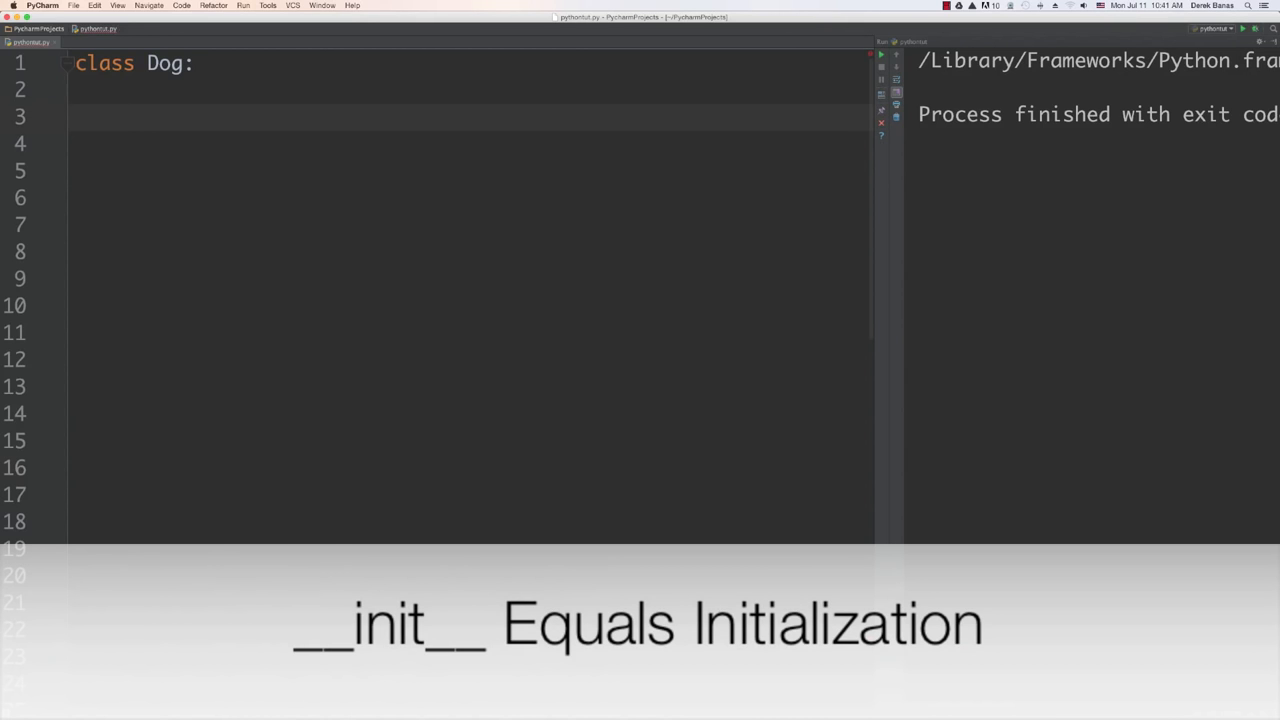 PyCharm File Edit View Navigate Code Refactor Run Tools VCS Window Help 10 Mon Jul 11 10:41 AM Derek Banas
pythontut.py - PycharmProjects - [~/PycharmProjects]
PycharmProjects pythontut.py pythontut
pythontut.py Run pythontut
1 class Dog:
/Library/Frameworks/Python.fra
2
3
Process finished with exit cod
4
5
6
7
8
9
10
11
12
13
14
15
16
17
18
19
20
21
22
23
24
__init__ Equals Initialization